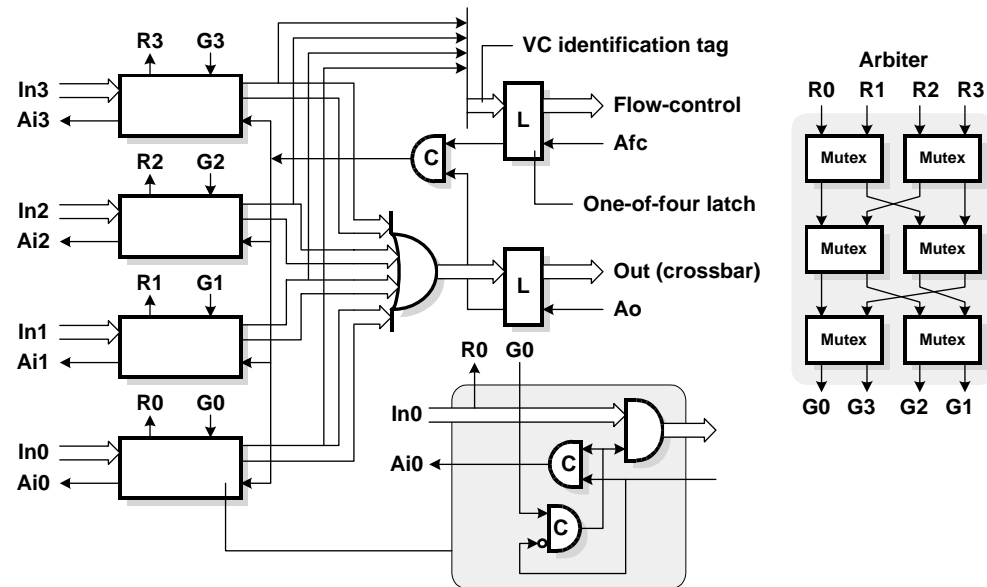 R3 G3
In3
Ai3
R2 G2
In2
Ai2
R1 G1
In1
Ai1
R0 G0
In0
Ai0
VC identification tag
L
Flow-control
Afc
C
One-of-four latch
L
Out (crossbar)
Ao
R0 G0
In0
Ai0
C
C
Arbiter
R0 R1 R2 R3
Mutex Mutex
Mutex Mutex
Mutex Mutex
G0 G3 G2 G1